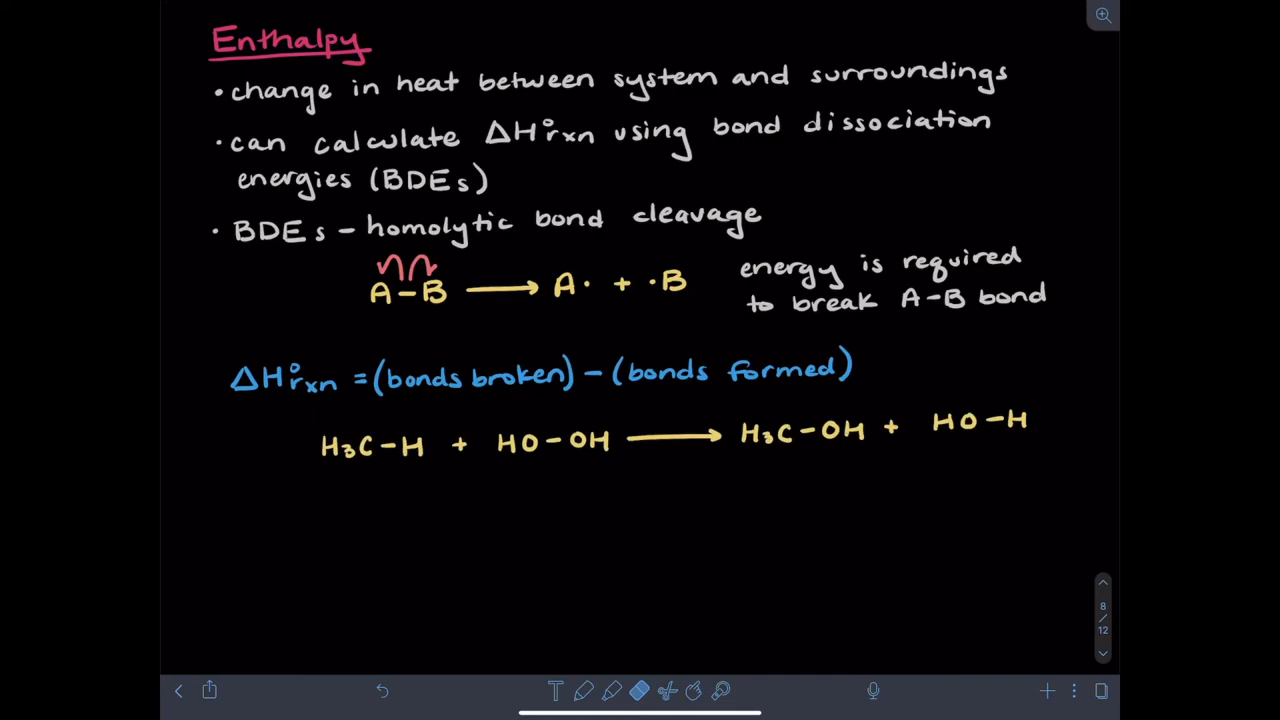 Enthalpy
• change in heat between system and surroundings
• can calculate ΔH°rxn using bond dissociation
energies (BDEs)
• BDEs – homolytic bond cleavage
A–B ⟶ A· + ·B
energy is required
to break A–B bond
ΔH°rxn = (bonds broken) – (bonds formed)
H₃C–H + HO–OH ⟶ H₃C–OH + HO–H
8
/
12